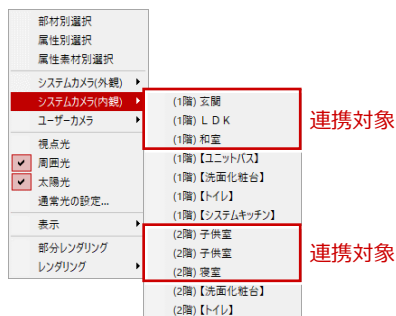 部材別選択
属性別選択
属性素材別選択
システムカメラ(外観)
システムカメラ(内観)
ユーザーカメラ
視点光
周囲光
太陽光
通常光の設定...
表示
部分レンダリング
レンダリング
(1階) 玄関
(1階) ＬＤＫ
(1階) 和室
(1階)【ユニットバス】
(1階)【洗面化粧台】
(1階)【トイレ】
(1階)【システムキッチン】
(2階) 子供室
(2階) 子供室
(2階) 寝室
(2階)【洗面化粧台】
(2階)【トイレ】
連携対象
連携対象